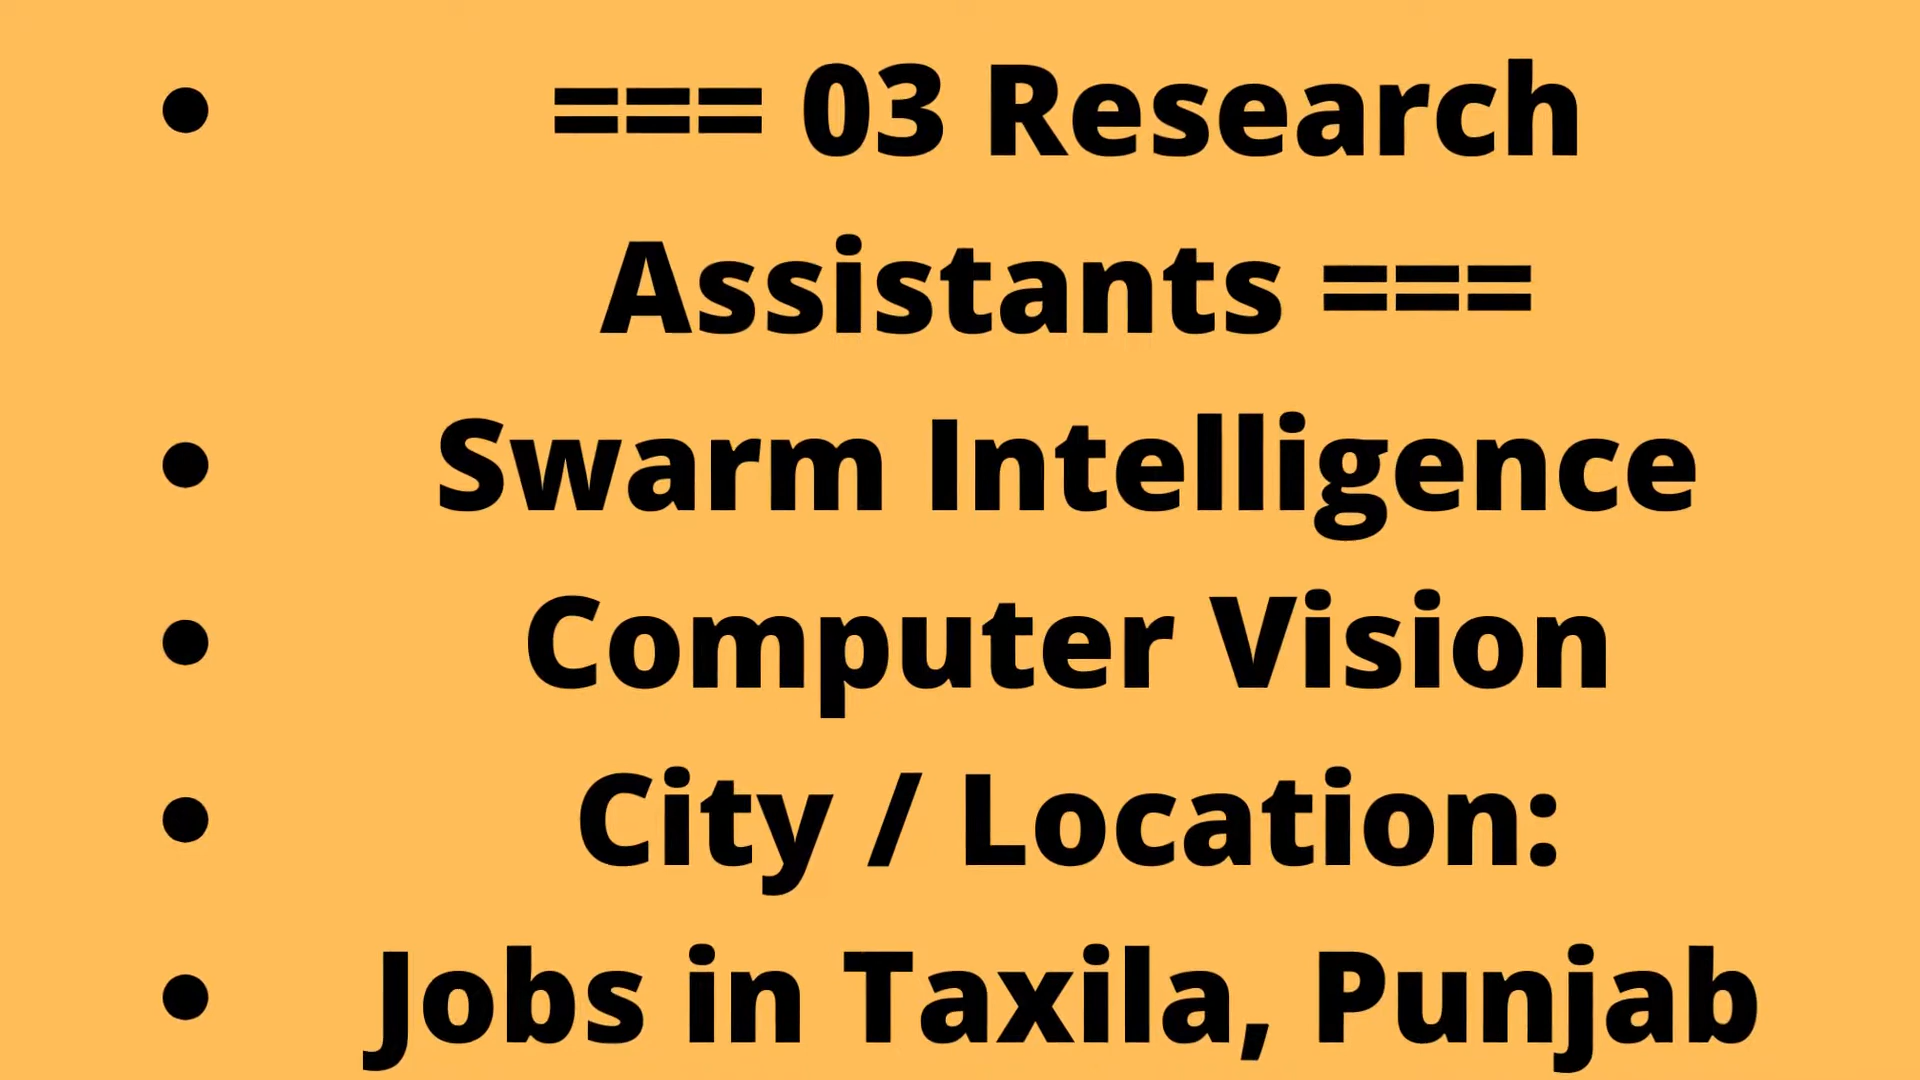 • === 03 Research
Assistants ===
• Swarm Intelligence
• Computer Vision
• City / Location:
• Jobs in Taxila, Punjab